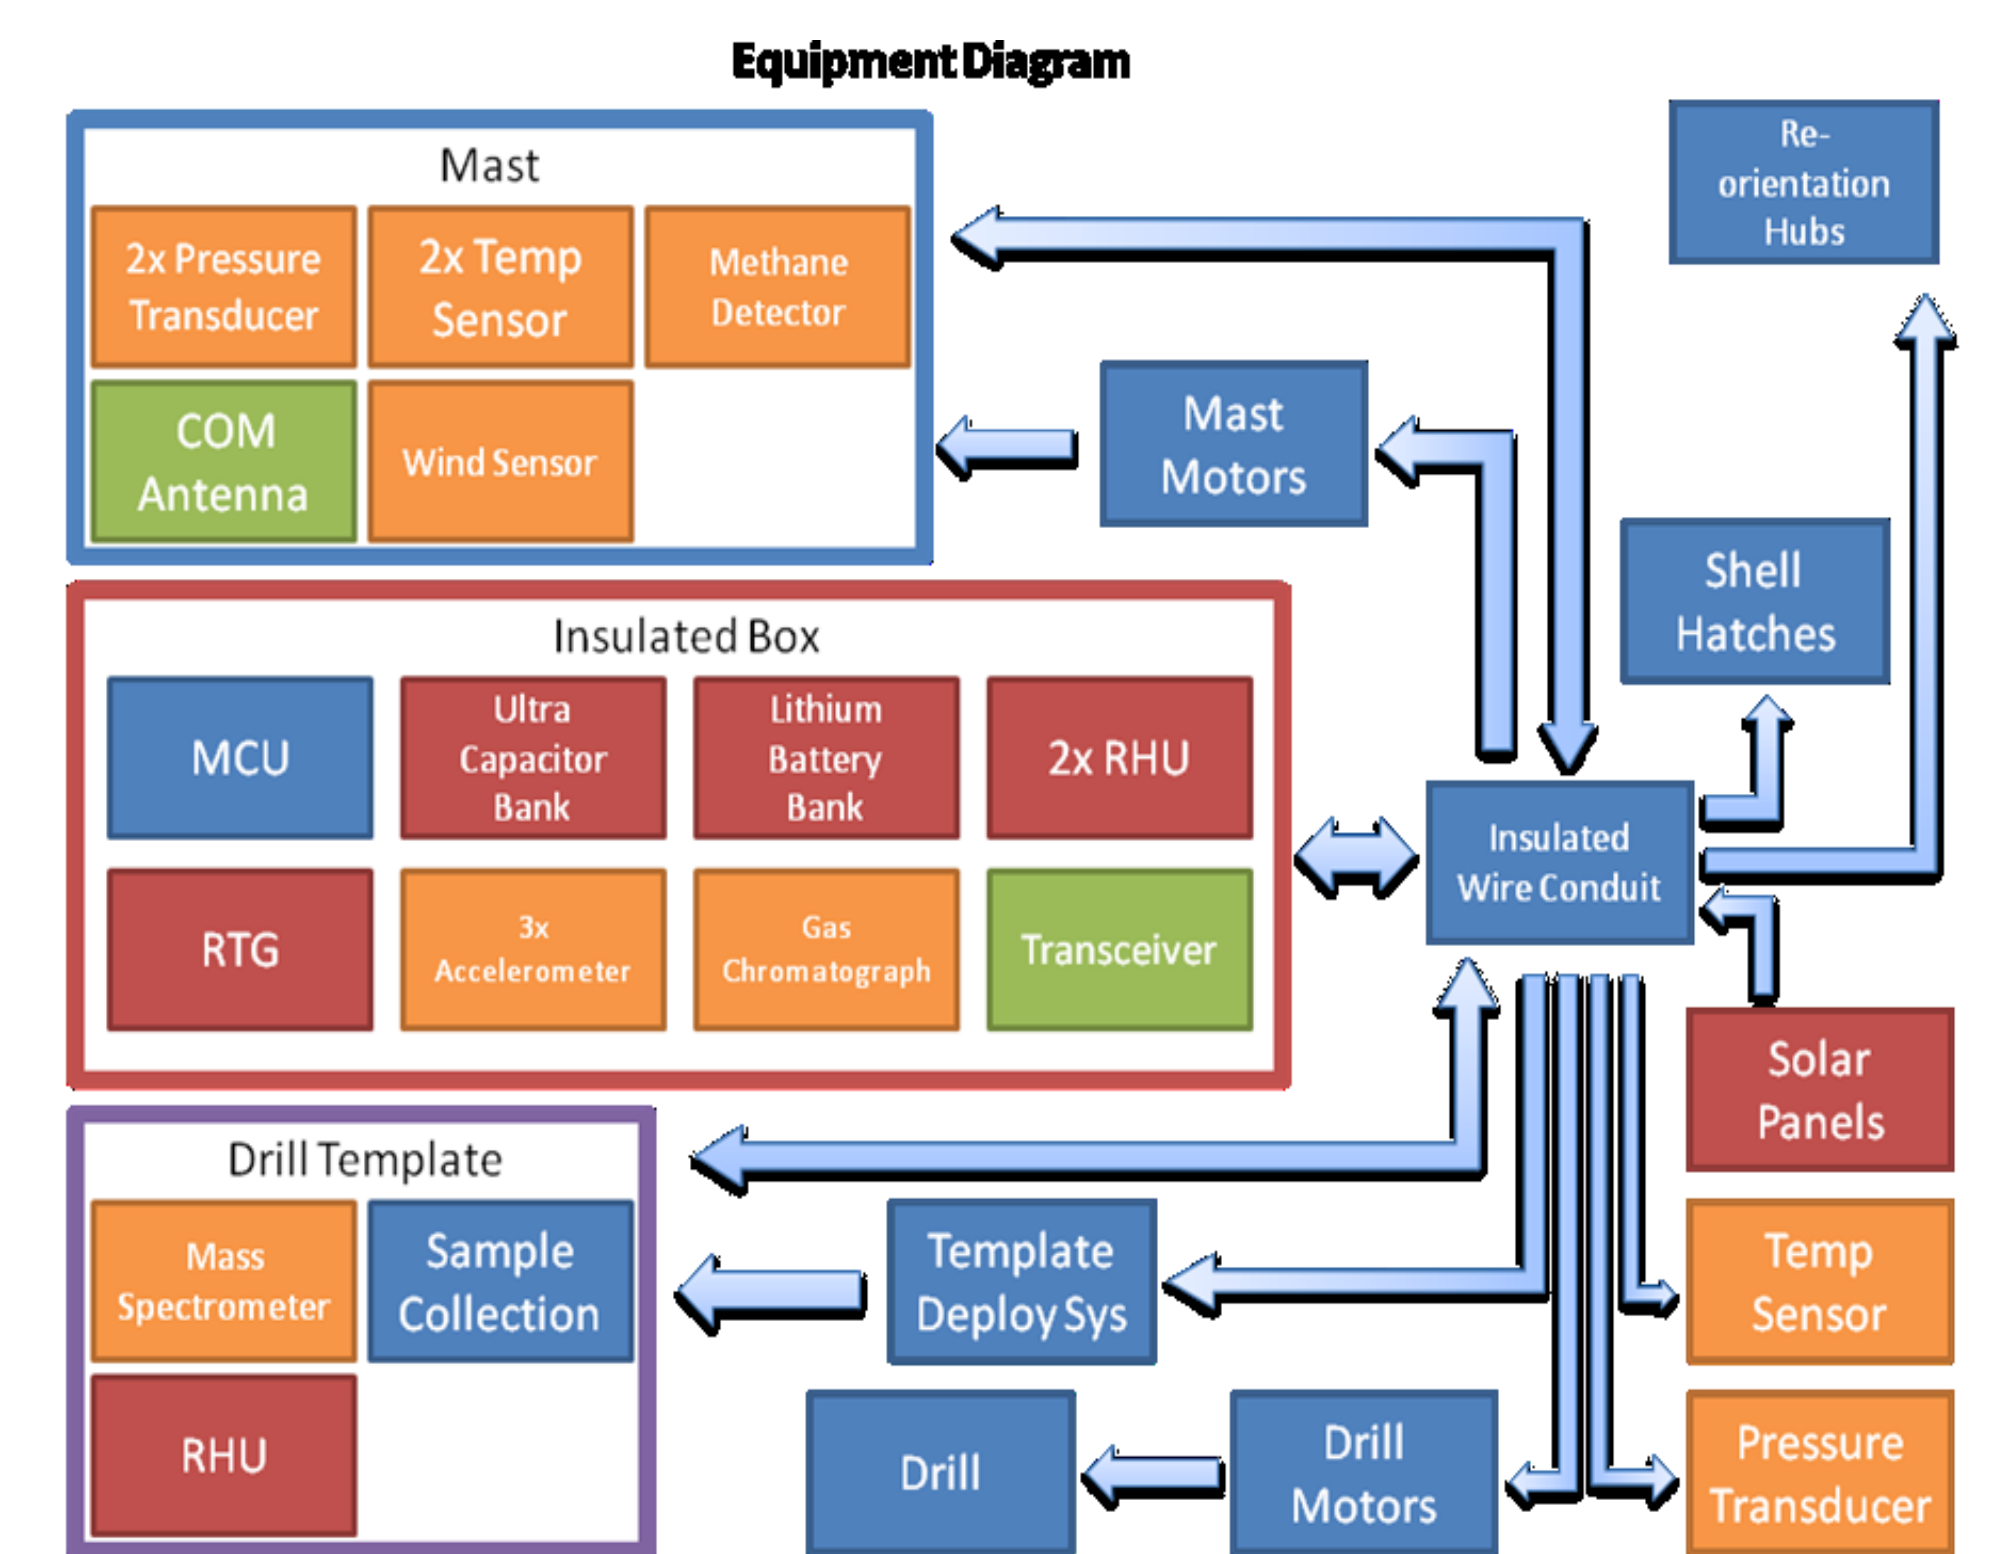 Equipment Diagram
Mast
2x Pressure
Transducer
2x Temp
Sensor
Methane
Detector
COM
Antenna
Wind Sensor
Mast
Motors
Re-
orientation
Hubs
Shell
Hatches
Insulated Box
MCU
Ultra
Capacitor
Bank
Lithium
Battery
Bank
2x RHU
RTG
3x
Accelerometer
Gas
Chromatograph
Transceiver
Insulated
Wire Conduit
Solar
Panels
Drill Template
Mass
Spectrometer
Sample
Collection
RHU
Template
Deploy Sys
Temp
Sensor
Drill
Drill
Motors
Pressure
Transducer